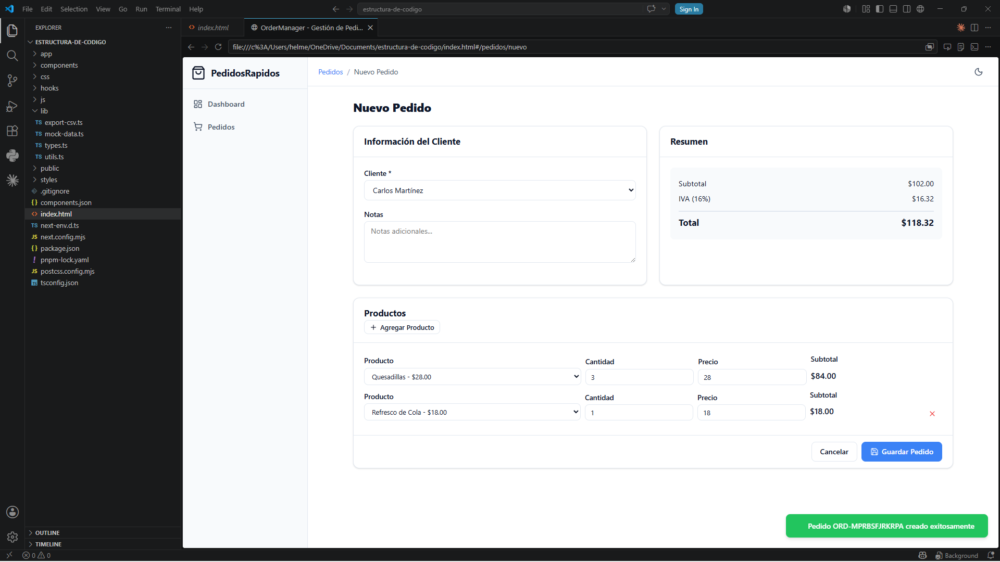 File Edit Selection View Go Run Terminal Help
estructura-de-codigo
Sign In
EXPLORER
ESTRUCTURA-DE-CODIGO
app
components
css
hooks
js
lib
TS export-csv.ts
TS mock-data.ts
TS types.ts
TS utils.ts
public
styles
.gitignore
{} components.json
<> index.html
TS next-env.d.ts
JS next.config.mjs
{} package.json
! pnpm-lock.yaml
JS postcss.config.mjs
TS tsconfig.json
OUTLINE
TIMELINE
<> index.html
OrderManager - Gestión de Pedi...
file:///c%3A/Users/helme/OneDrive/Documents/estructura-de-codigo/index.html#/pedidos/nuevo
PedidosRapidos
Dashboard
Pedidos
Pedidos / Nuevo Pedido
Nuevo Pedido
Información del Cliente
Cliente *
Carlos Martínez
Notas
Notas adicionales...
Resumen
Subtotal $102.00
IVA (16%) $16.32
Total $118.32
Productos
+ Agregar Producto
Producto Cantidad Precio Subtotal
Quesadillas - $28.00 3 28 $84.00
Producto Cantidad Precio Subtotal
Refresco de Cola - $18.00 1 18 $18.00
Cancelar Guardar Pedido
Pedido ORD-MPRBSFJRKRPA creado exitosamente
0 0
Background